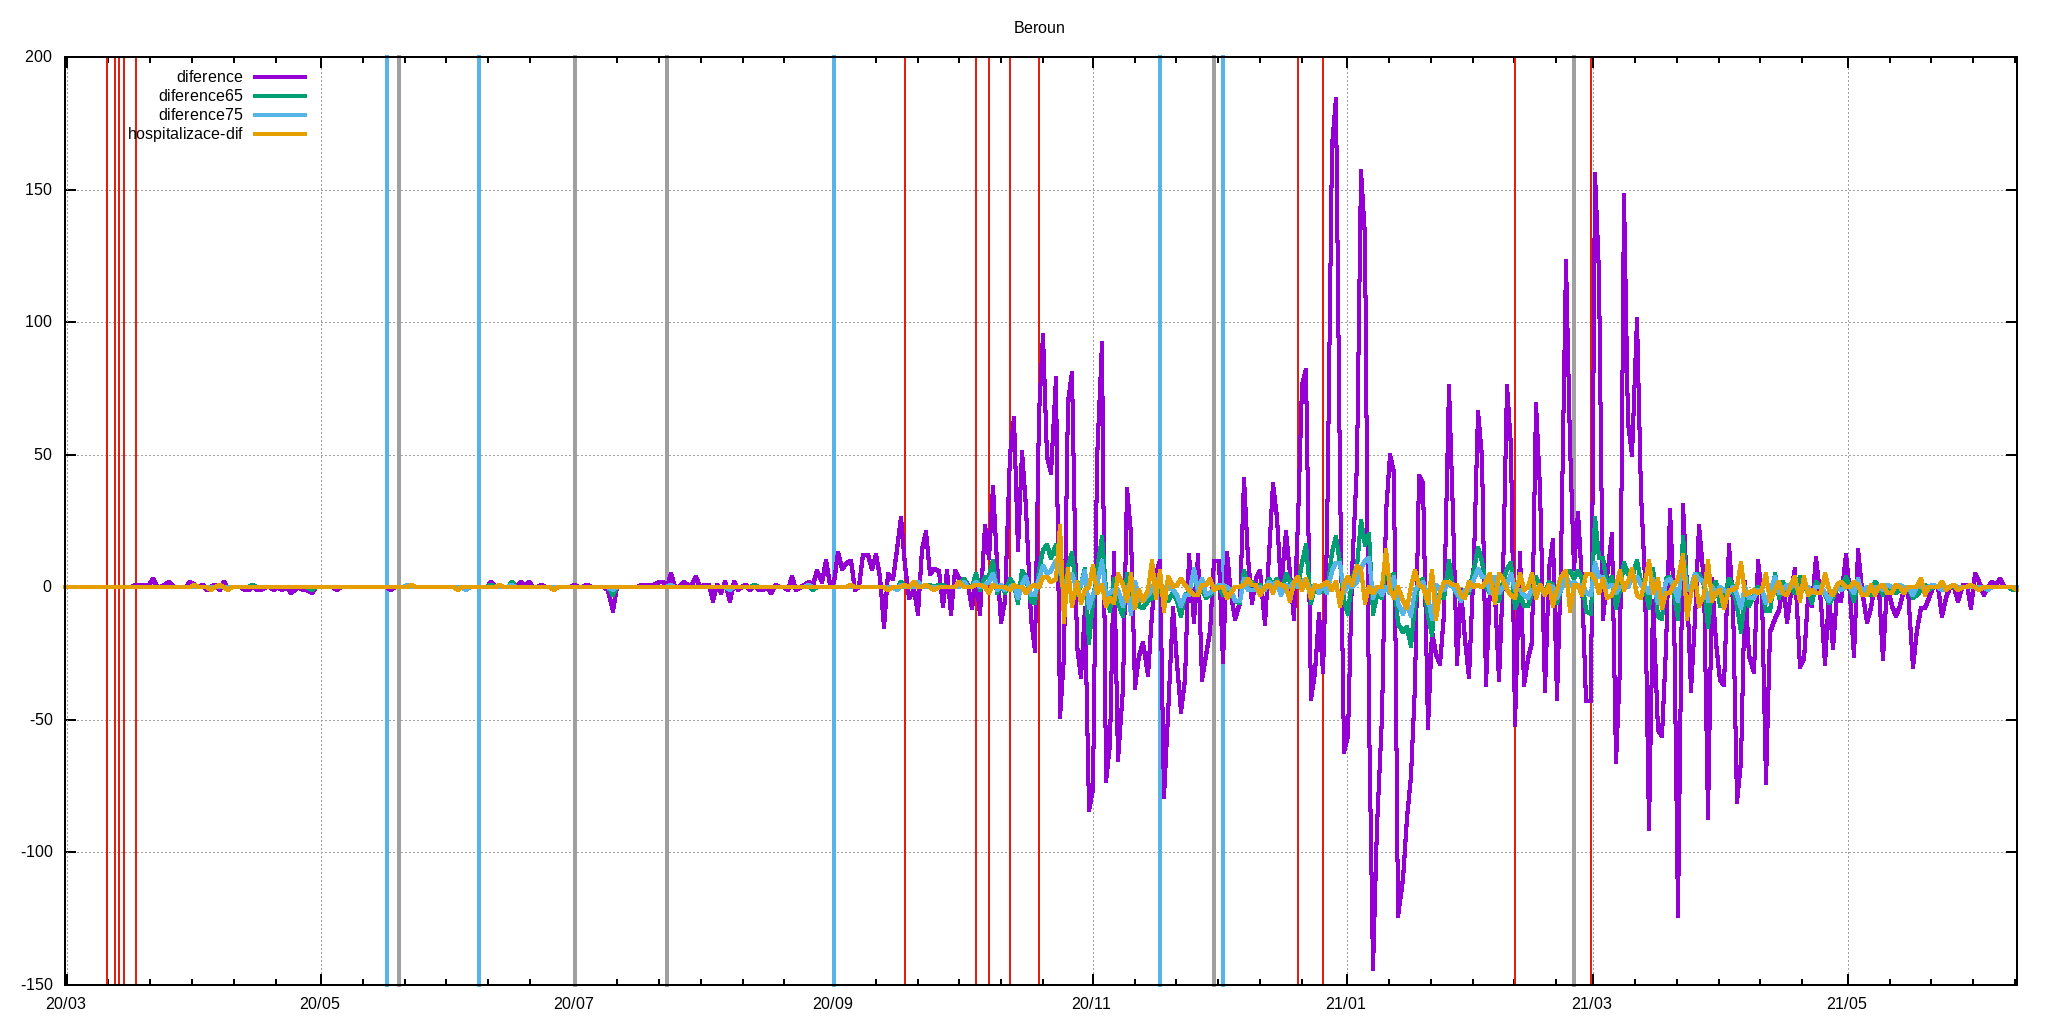 Beroun
200
150
100
50
0
-50
-100
-150
diference
diference65
diference75
hospitalizace-dif
20/03 20/05 20/07 20/09 20/11 21/01 21/03 21/05